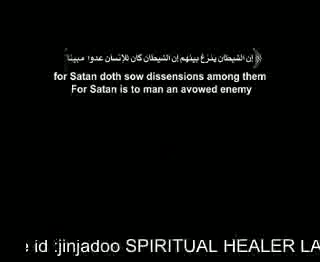 إن الشيطان ينزغ بينهم إن الشيطان كان للإنسان عدوا مبينا
for Satan doth sow dissensions among them
For Satan is to man an avowed enemy
e id :jinjadoo SPIRITUAL HEALER LA